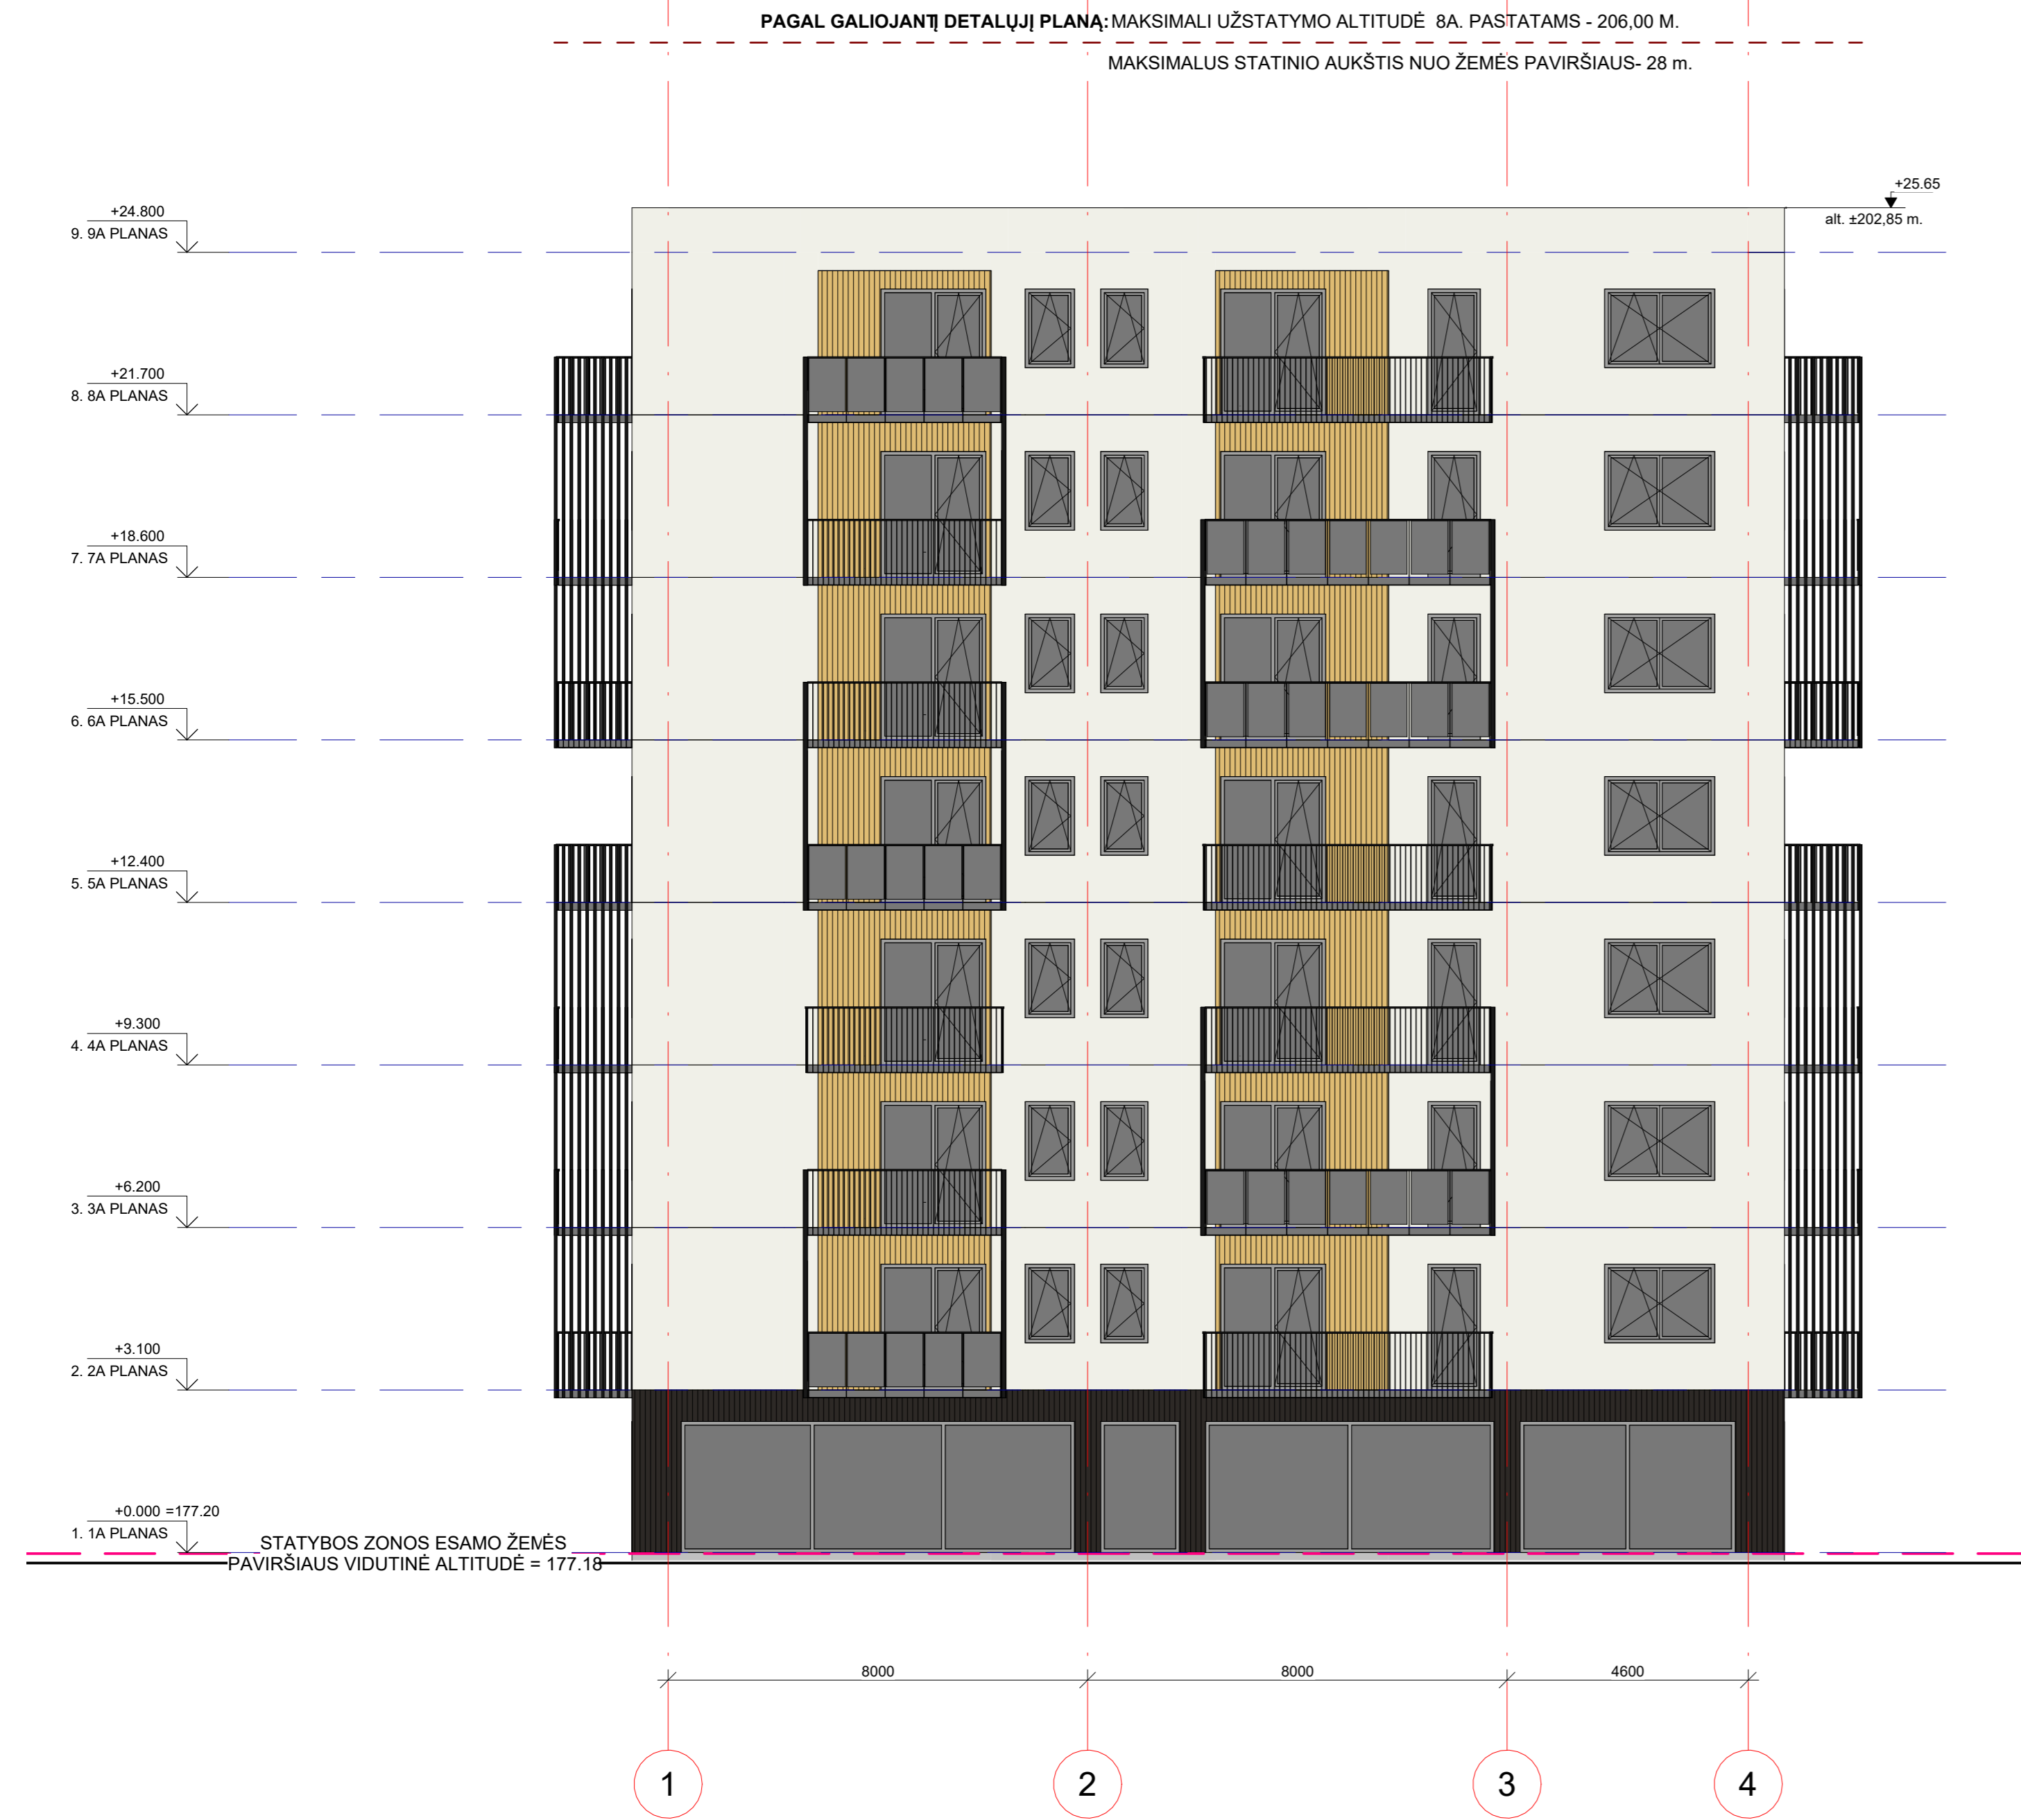 PAGAL GALIOJANTĮ DETALŲJĮ PLANĄ: MAKSIMALI UŽSTATYMO ALTITUDĖ 8A. PASTATAMS - 206,00 M.
MAKSIMALUS STATINIO AUKŠTIS NUO ŽEMĖS PAVIRŠIAUS- 28 m.
+25.65
alt. ±202,85 m.
+24.800
9. 9A PLANAS
+21.700
8. 8A PLANAS
+18.600
7. 7A PLANAS
+15.500
6. 6A PLANAS
+12.400
5. 5A PLANAS
+9.300
4. 4A PLANAS
+6.200
3. 3A PLANAS
+3.100
2. 2A PLANAS
+0.000 =177.20
1. 1A PLANAS
STATYBOS ZONOS ESAMO ŽEMĖS
PAVIRŠIAUS VIDUTINĖ ALTITUDĖ = 177.18
8000 8000 4600
1 2 3 4